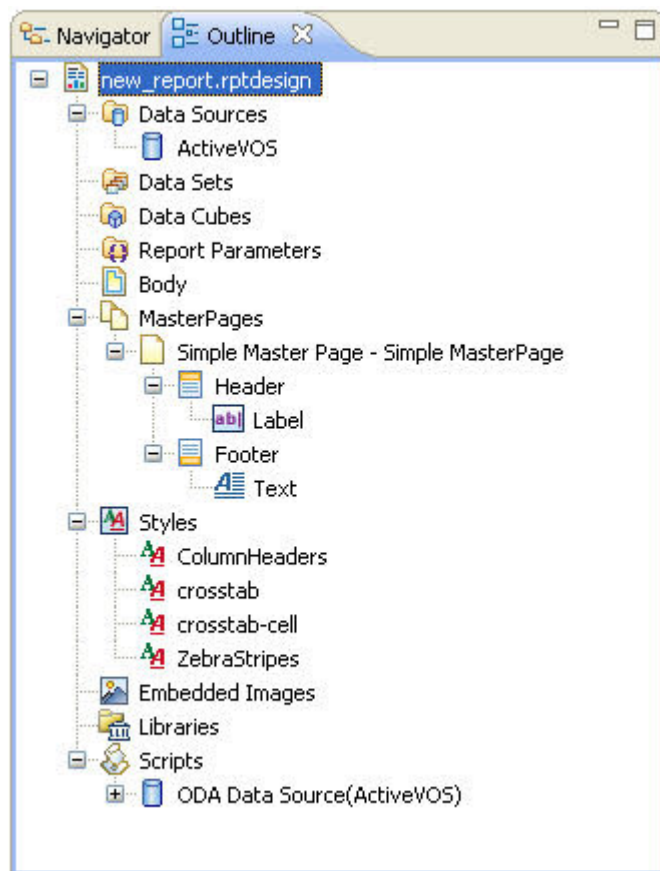 Navigator Outline
new_report.rptdesign
Data Sources
ActiveVOS
Data Sets
Data Cubes
Report Parameters
Body
MasterPages
Simple Master Page - Simple MasterPage
Header
ab Label
Footer
A Text
Styles
ColumnHeaders
crosstab
crosstab-cell
ZebraStripes
Embedded Images
Libraries
Scripts
ODA Data Source(ActiveVOS)